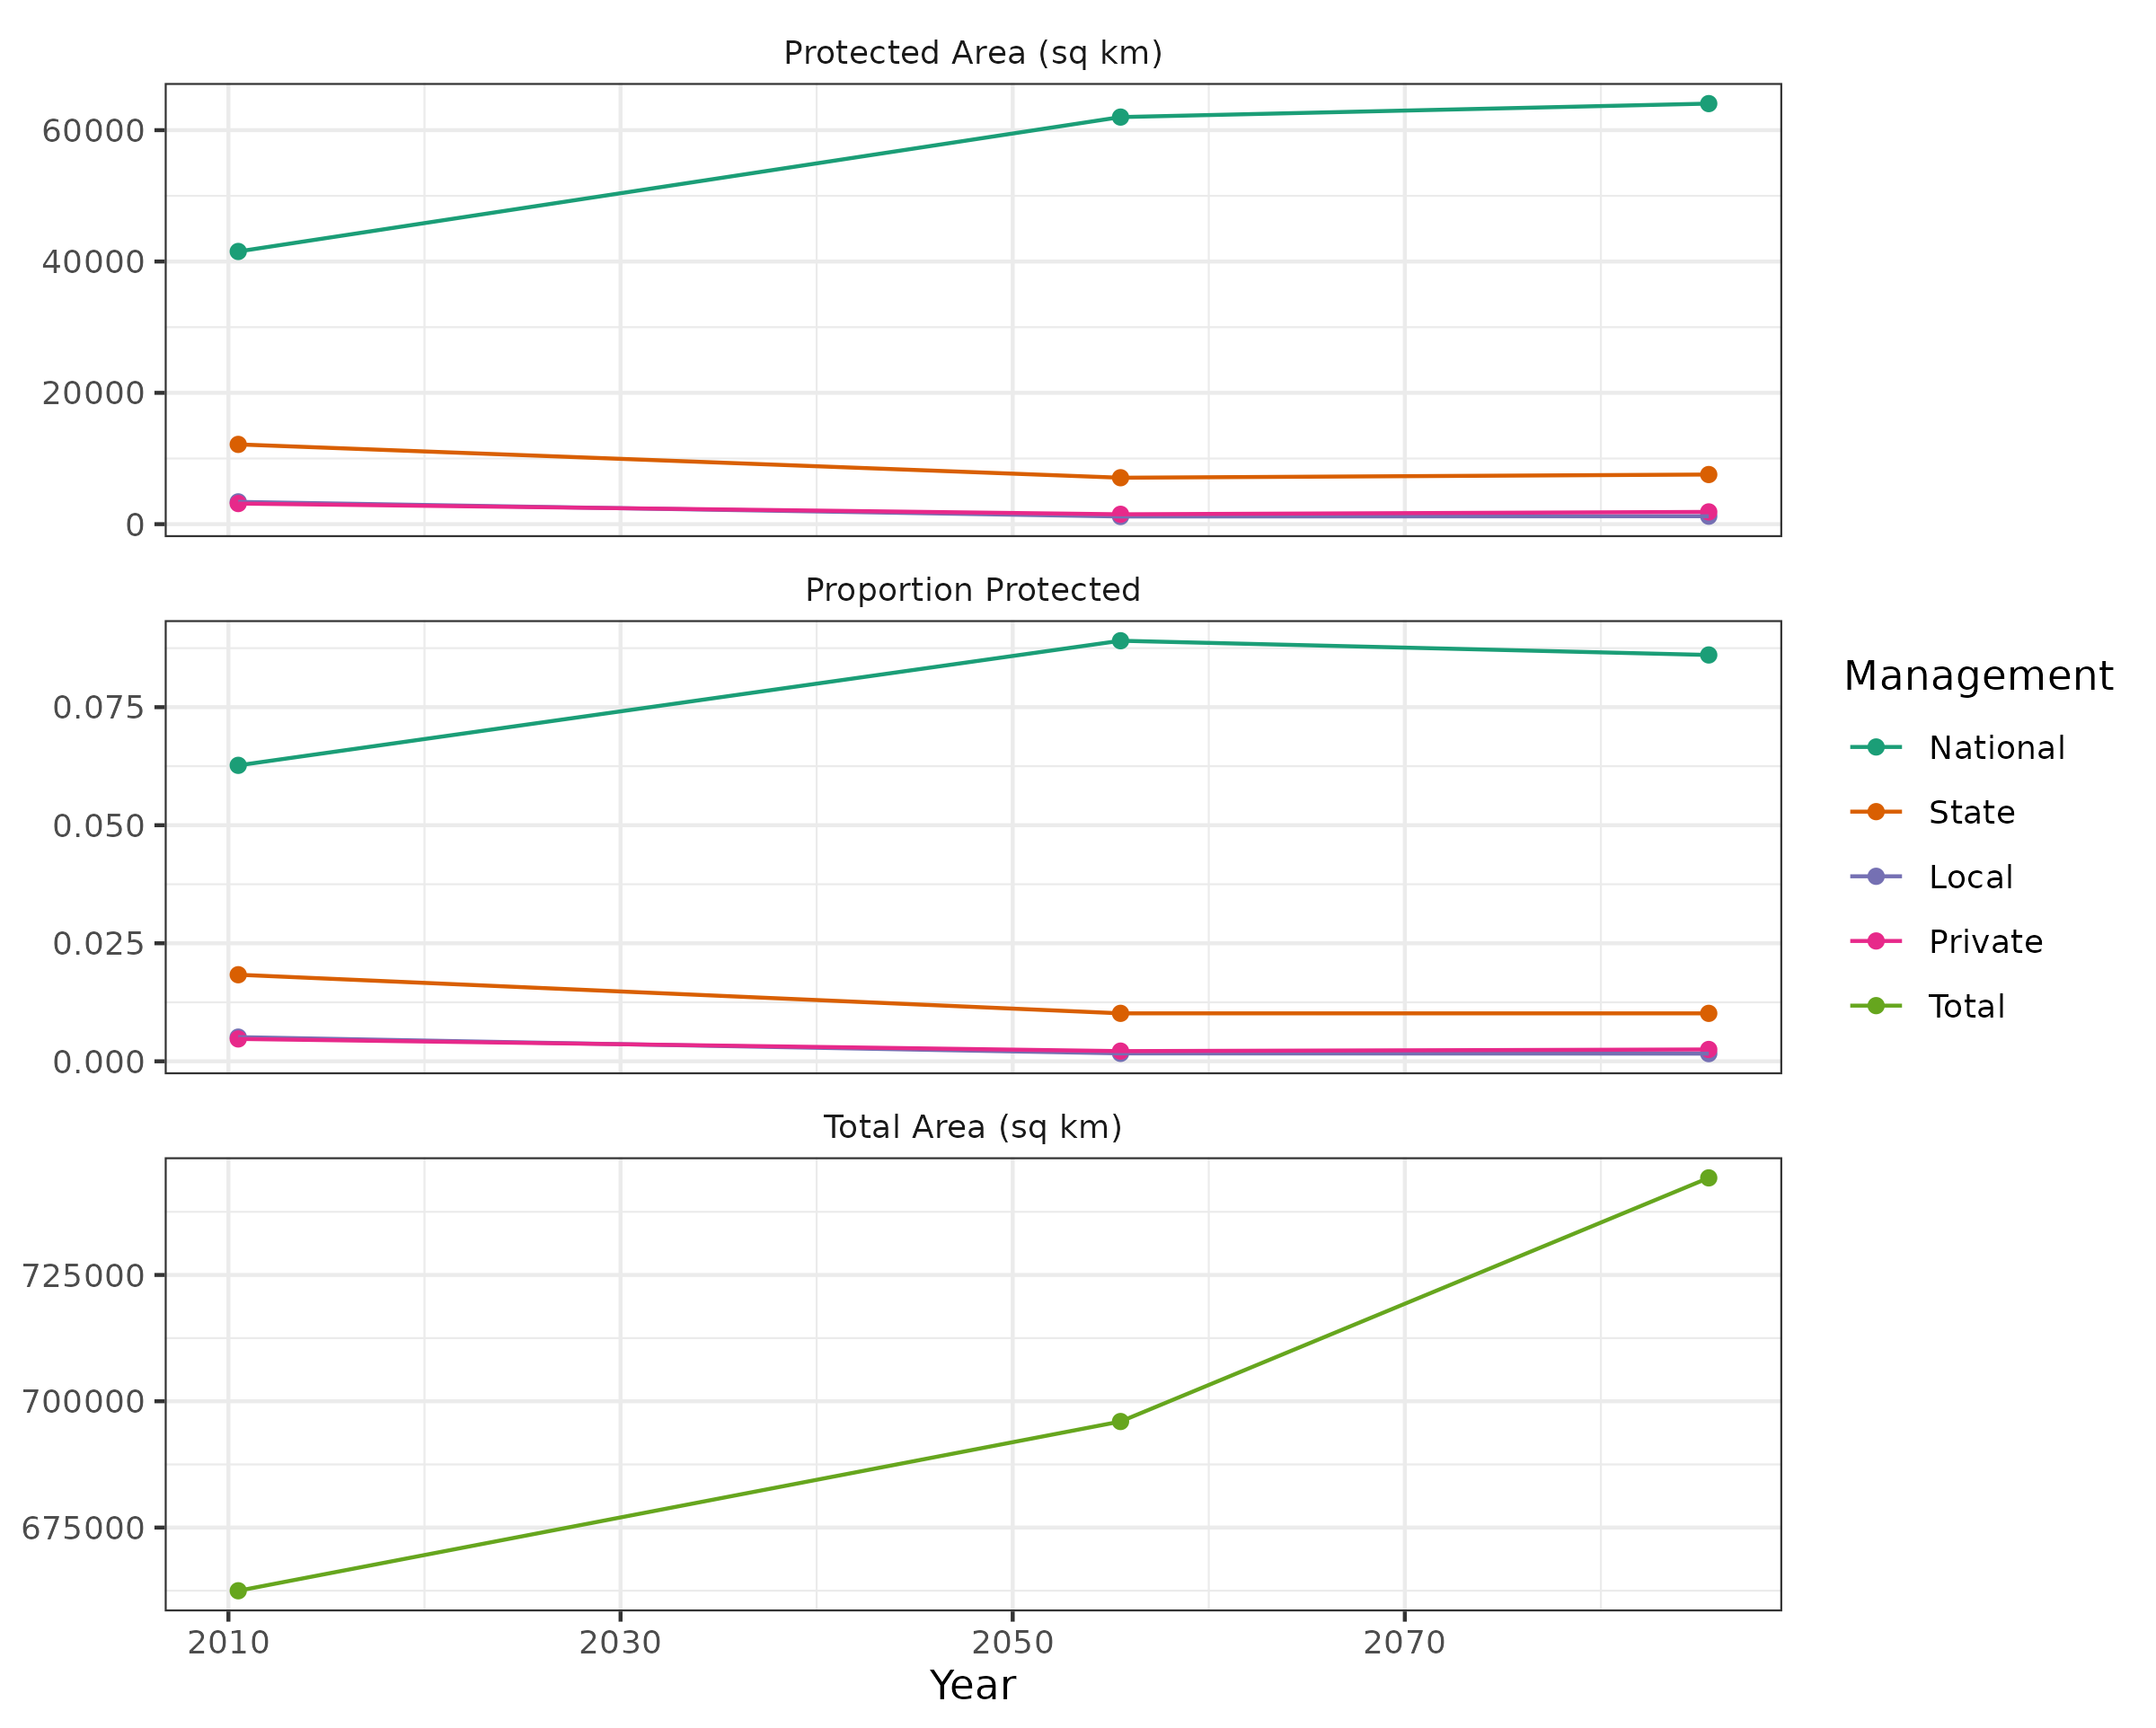 Protected Area (sq km)
60000
40000
20000
0
Proportion Protected
0.075
0.050
0.025
0.000
Total Area (sq km)
725000
700000
675000
2010 2030 2050 2070
Year
Management
National
State
Local
Private
Total